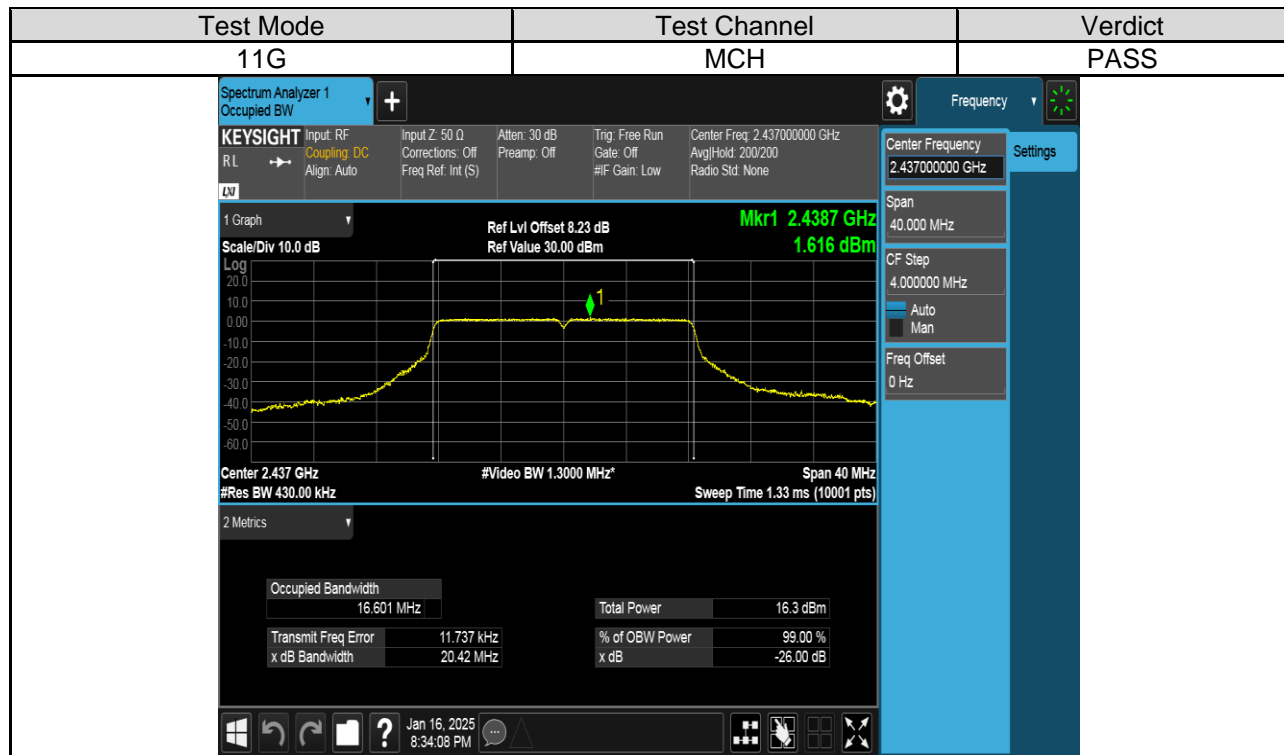 Test Mode Test Channel Verdict
11G MCH PASS
Spectrum Analyzer 1
Occupied BW
+
Frequency
KEYSIGHT Input: RF Input Z: 50 Ω Atten: 30 dB Trig: Free Run Center Freq: 2.437000000 GHz
RL Coupling: DC Corrections: Off Preamp: Off Gate: Off Avg|Hold: 200/200
Align: Auto Freq Ref: Int (S) #IF Gain: Low Radio Std: None
LXI
Center Frequency
2.437000000 GHz
Settings
Span
40.000 MHz
CF Step
4.000000 MHz
Auto
Man
Freq Offset
0 Hz
1 Graph Ref Lvl Offset 8.23 dB Mkr1 2.4387 GHz
Scale/Div 10.0 dB Ref Value 30.00 dBm 1.616 dBm
Log
20.0
10.0
1
0.00
-10.0
-20.0
-30.0
-40.0
-50.0
-60.0
Center 2.437 GHz #Video BW 1.3000 MHz* Span 40 MHz
#Res BW 430.00 kHz Sweep Time 1.33 ms (10001 pts)
2 Metrics
Occupied Bandwidth
16.601 MHz Total Power 16.3 dBm
Transmit Freq Error 11.737 kHz % of OBW Power 99.00 %
x dB Bandwidth 20.42 MHz x dB -26.00 dB
? Jan 16, 2025
8:34:08 PM